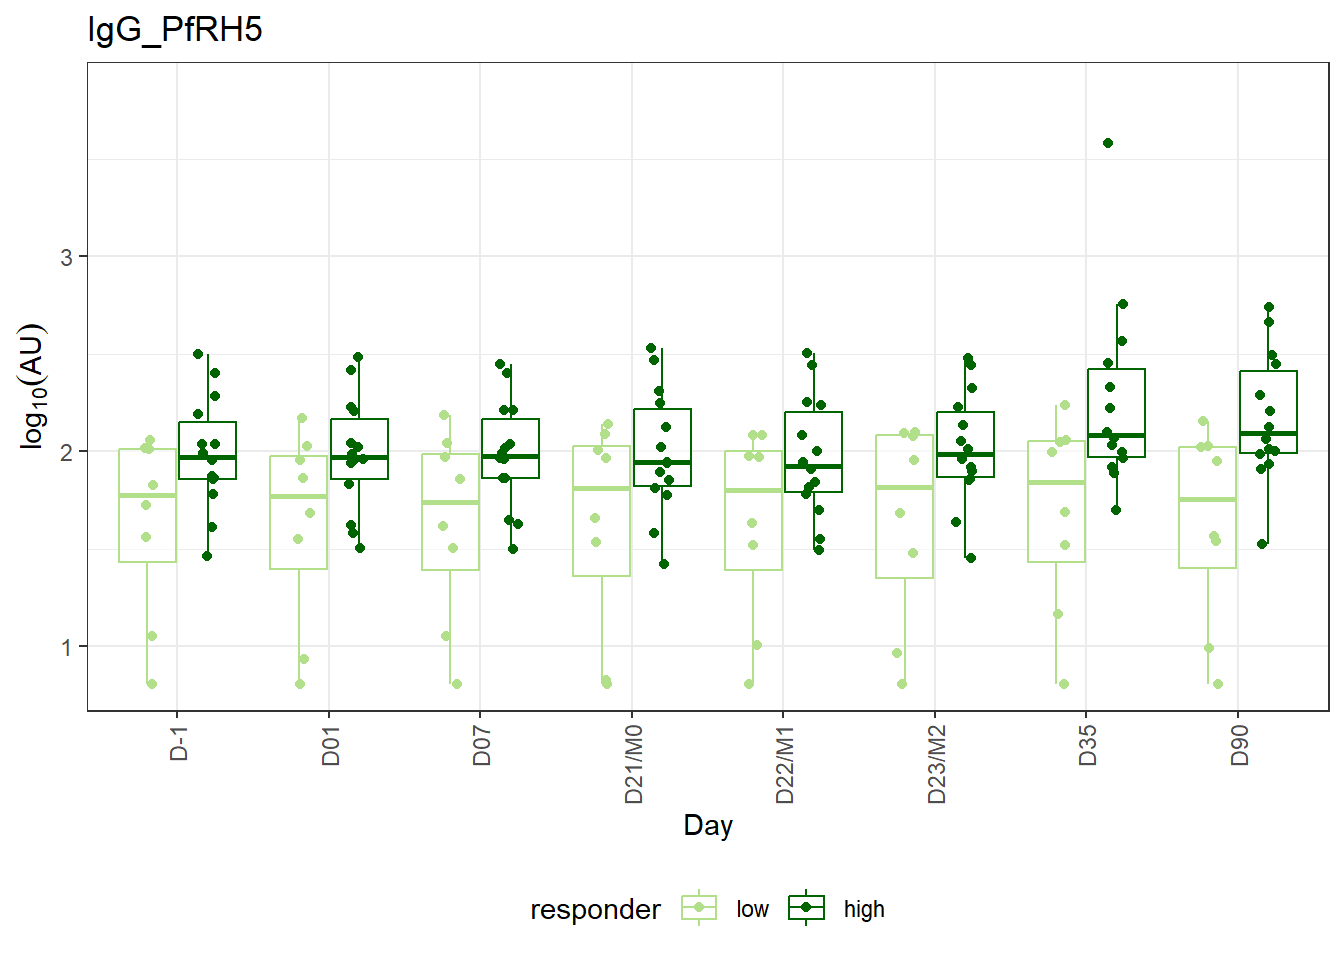 IgG_PfRH5
log₁₀(AU)
3
2
1
D-1
D01
D07
D21/M0
D22/M1
D23/M2
D35
D90
Day
responder low high